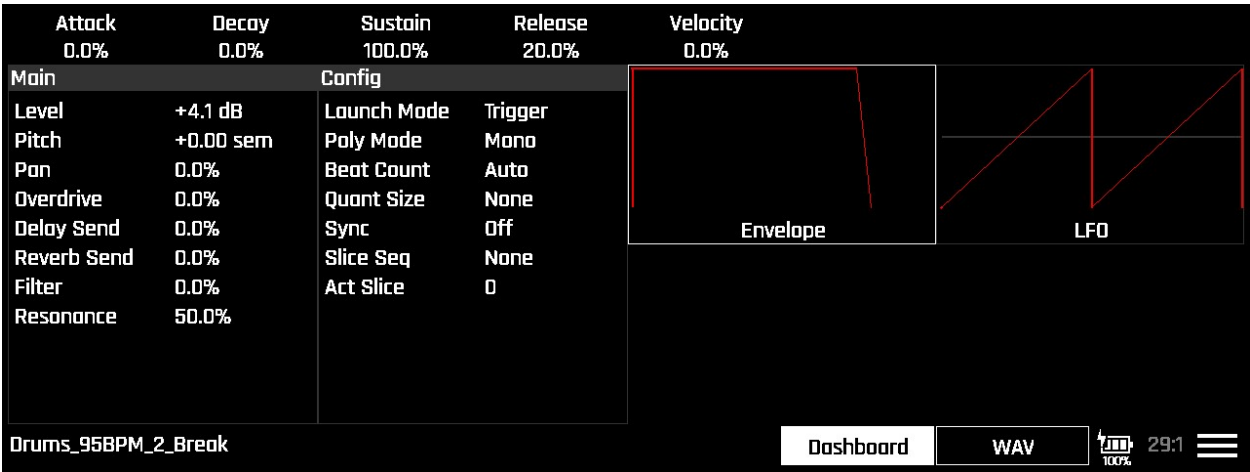 Attack Decay Sustain Release Velocity
0.0% 0.0% 100.0% 20.0% 0.0%
Main Config
Level +4.1 dB Launch Mode Trigger
Pitch +0.00 sem Poly Mode Mono
Pan 0.0% Beat Count Auto
Overdrive 0.0% Quant Size None
Delay Send 0.0% Sync Off
Reverb Send 0.0% Slice Seq None
Filter 0.0% Act Slice 0
Resonance 50.0%
Envelope LFO
Drums_95BPM_2_Break Dashboard WAV 100% 29:1